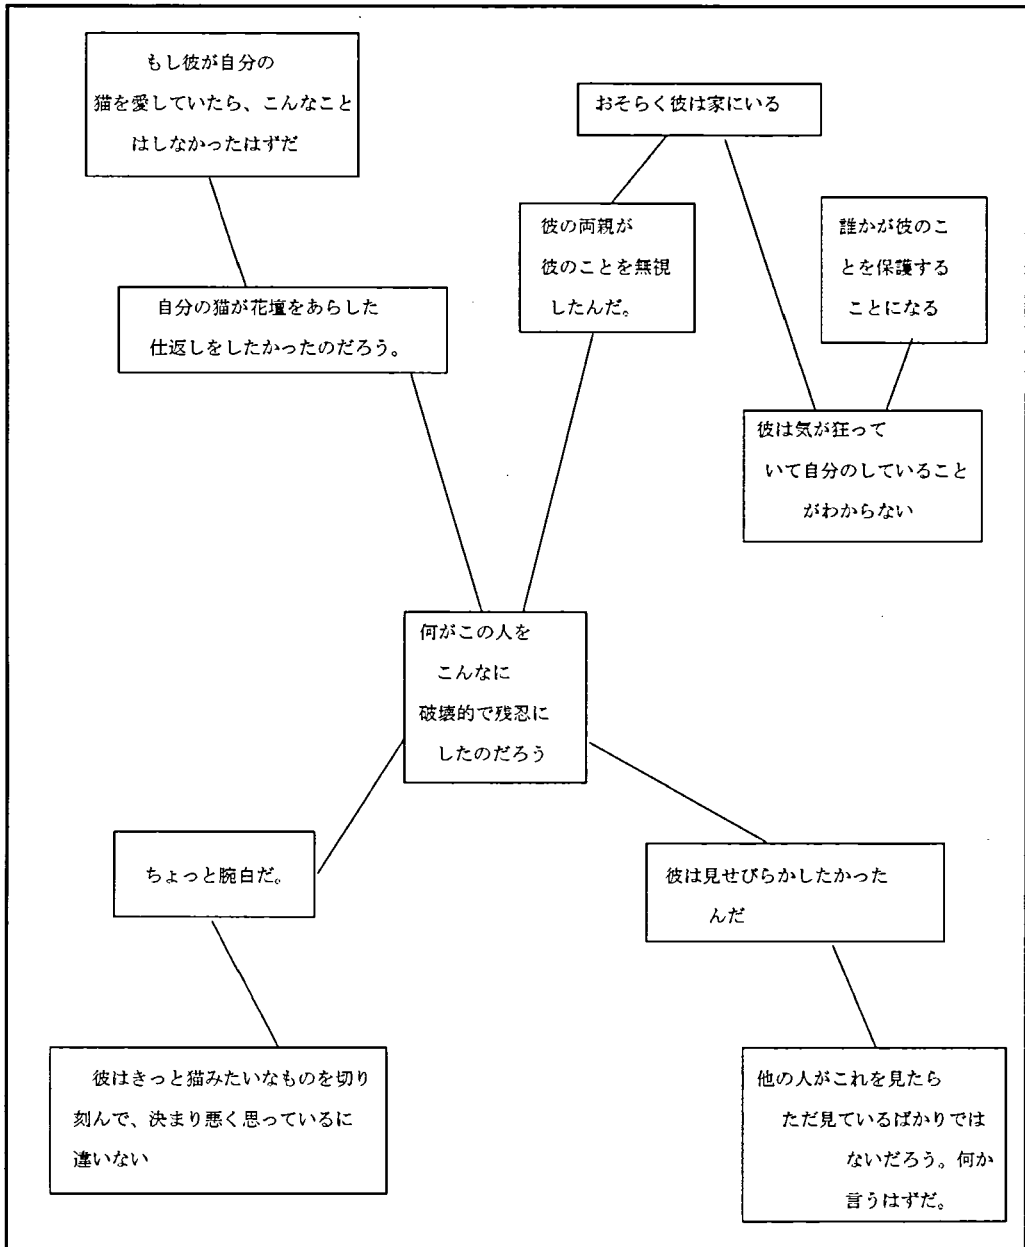 もし彼が自分の
猫を愛していたら、こんなこと
はしなかったはずだ
おそらく彼は家にいる
彼の両親が
彼のことを無視
したんだ。
誰かが彼のこ
とを保護する
ことになる
自分の猫が花壇をあらした
仕返しをしたかったのだろう。
彼は気が狂って
いて自分のしていること
がわからない
何がこの人を
こんなに
破壊的で残忍に
したのだろう
ちょっと腕白だ。
彼は見せびらかしたかった
んだ
彼はきっと猫みたいなものを切り
刻んで、決まり悪く思っているに
違いない
他の人がこれを見たら
ただ見ているばかりでは
ないだろう。何か
言うはずだ。